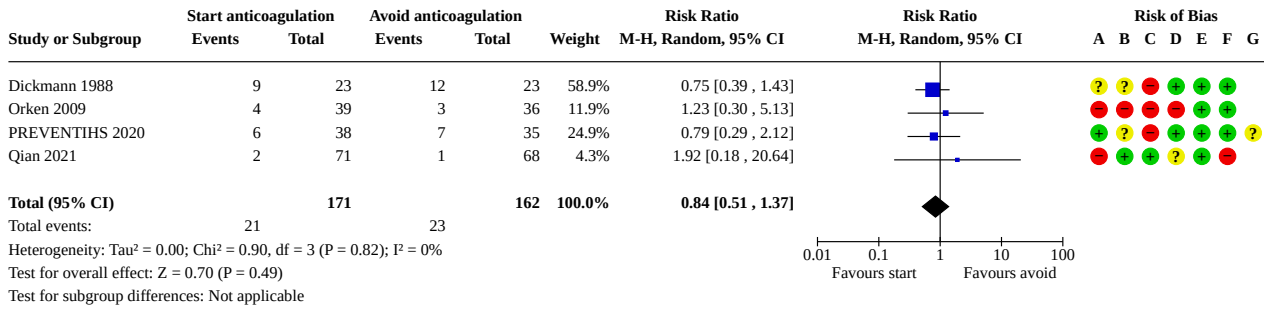 Start anticoagulation Avoid anticoagulation Risk Ratio Risk Ratio Risk of Bias
Study or Subgroup Events Total Events Total Weight M-H, Random, 95% CI M-H, Random, 95% CI A B C D E F G
Dickmann 1988 9 23 12 23 58.9% 0.75 [0.39 , 1.43] ? ? − + + +
Orken 2009 4 39 3 36 11.9% 1.23 [0.30 , 5.13] − − − − + +
PREVENTIHS 2020 6 38 7 35 24.9% 0.79 [0.29 , 2.12] + ? − + + + ?
Qian 2021 2 71 1 68 4.3% 1.92 [0.18 , 20.64] − + + ? + −
Total (95% CI) 171 162 100.0% 0.84 [0.51 , 1.37]
Total events: 21 23
Heterogeneity: Tau² = 0.00; Chi² = 0.90, df = 3 (P = 0.82); I² = 0%
0.01 0.1 1 10 100
Test for overall effect: Z = 0.70 (P = 0.49) Favours start Favours avoid
Test for subgroup differences: Not applicable